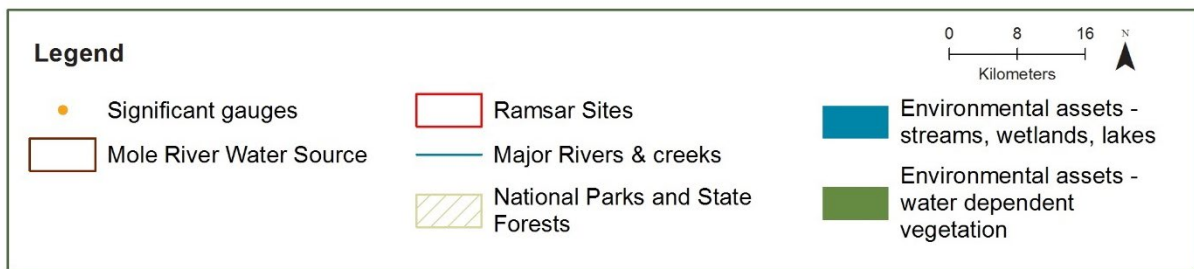 Legend
0 8 16
N
Kilometers
Significant gauges
Mole River Water Source
Ramsar Sites
Major Rivers & creeks
National Parks and State
Forests
Environmental assets -
streams, wetlands, lakes
Environmental assets -
water dependent
vegetation